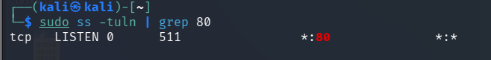 ┌──(kali㉿kali)-[~]
└─$ sudo ss -tuln | grep 80
tcp LISTEN 0 511 *:80 *:*